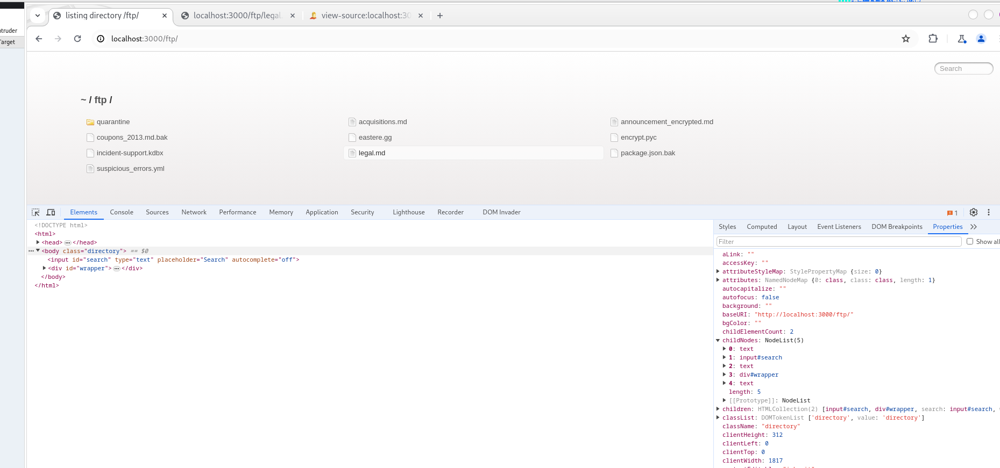 ntruder
Target
listing directory /ftp/
localhost:3000/ftp/legal.
view-source:localhost:30
localhost:3000/ftp/
Search
~ / ftp /
quarantine
acquisitions.md
announcement_encrypted.md
coupons_2013.md.bak
eastere.gg
encrypt.pyc
incident-support.kdbx
legal.md
package.json.bak
suspicious_errors.yml
Elements Console Sources Network Performance Memory Application Security Lighthouse Recorder DOM Invader 1
<!DOCTYPE html>
<html>
<head> … </head>
… <body class="directory"> == $0
<input id="search" type="text" placeholder="Search" autocomplete="off">
<div id="wrapper"> … </div>
</body>
</html>
Styles Computed Layout Event Listeners DOM Breakpoints Properties
Filter Show all
aLink: ""
accessKey: ""
attributeStyleMap: StylePropertyMap {size: 0}
attributes: NamedNodeMap {0: class, class: class, length: 1}
autocapitalize: ""
autofocus: false
background: ""
baseURI: "http://localhost:3000/ftp/"
bgColor: ""
childElementCount: 2
childNodes: NodeList(5)
0: text
1: input#search
2: text
3: div#wrapper
4: text
length: 5
[[Prototype]]: NodeList
children: HTMLCollection(2) [input#search, div#wrapper, search: input#search,
classList: DOMTokenList ['directory', value: 'directory']
className: "directory"
clientHeight: 312
clientLeft: 0
clientTop: 0
clientWidth: 1817